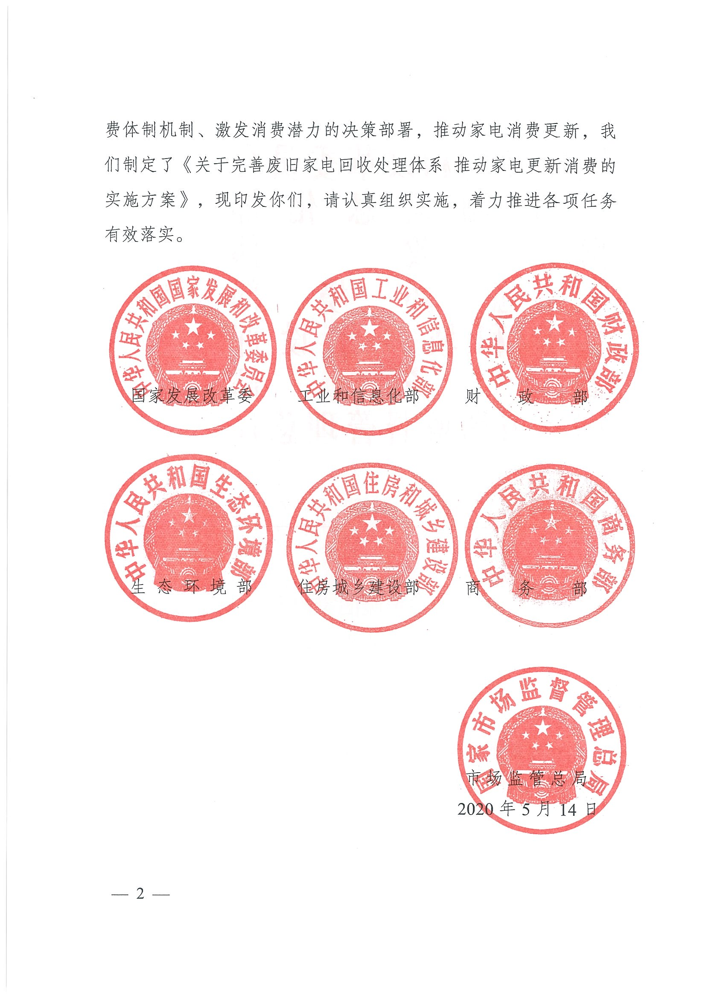 费体制机制、激发消费潜力的决策部署，推动家电消费更新，我
们制定了《关于完善废旧家电回收处理体系 推动家电更新消费的
实施方案》，现印发你们，请认真组织实施，着力推进各项任务
有效落实。
中华人民共和国国家发展和改革委员会
中华人民共和国工业和信息化部
中华人民共和国财政部
国家发展改革委 工业和信息化部 财政部
中华人民共和国生态环境部
中华人民共和国住房和城乡建设部
中华人民共和国商务部
生态环境部 住房城乡建设部 商务部
国家市场监督管理总局
市场监管总局
2020年5月14日
— 2 —